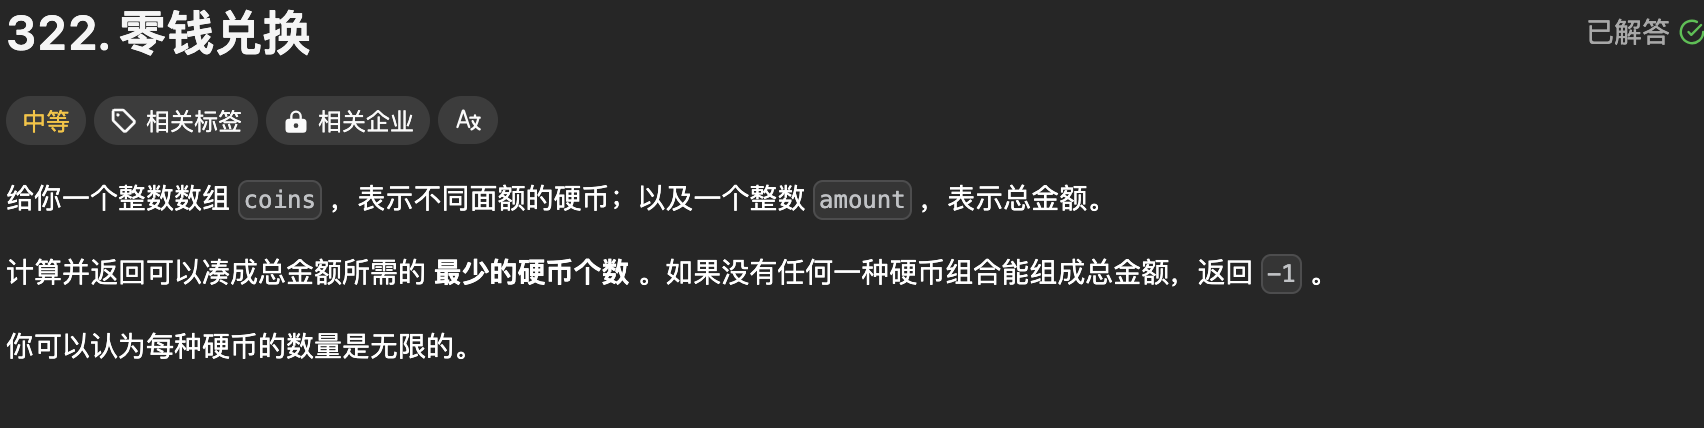 322. 零钱兑换
已解答
中等
相关标签
相关企业
给你一个整数数组 coins ，表示不同面额的硬币；以及一个整数 amount ，表示总金额。
计算并返回可以凑成总金额所需的 最少的硬币个数 。如果没有任何一种硬币组合能组成总金额，返回 -1 。
你可以认为每种硬币的数量是无限的。